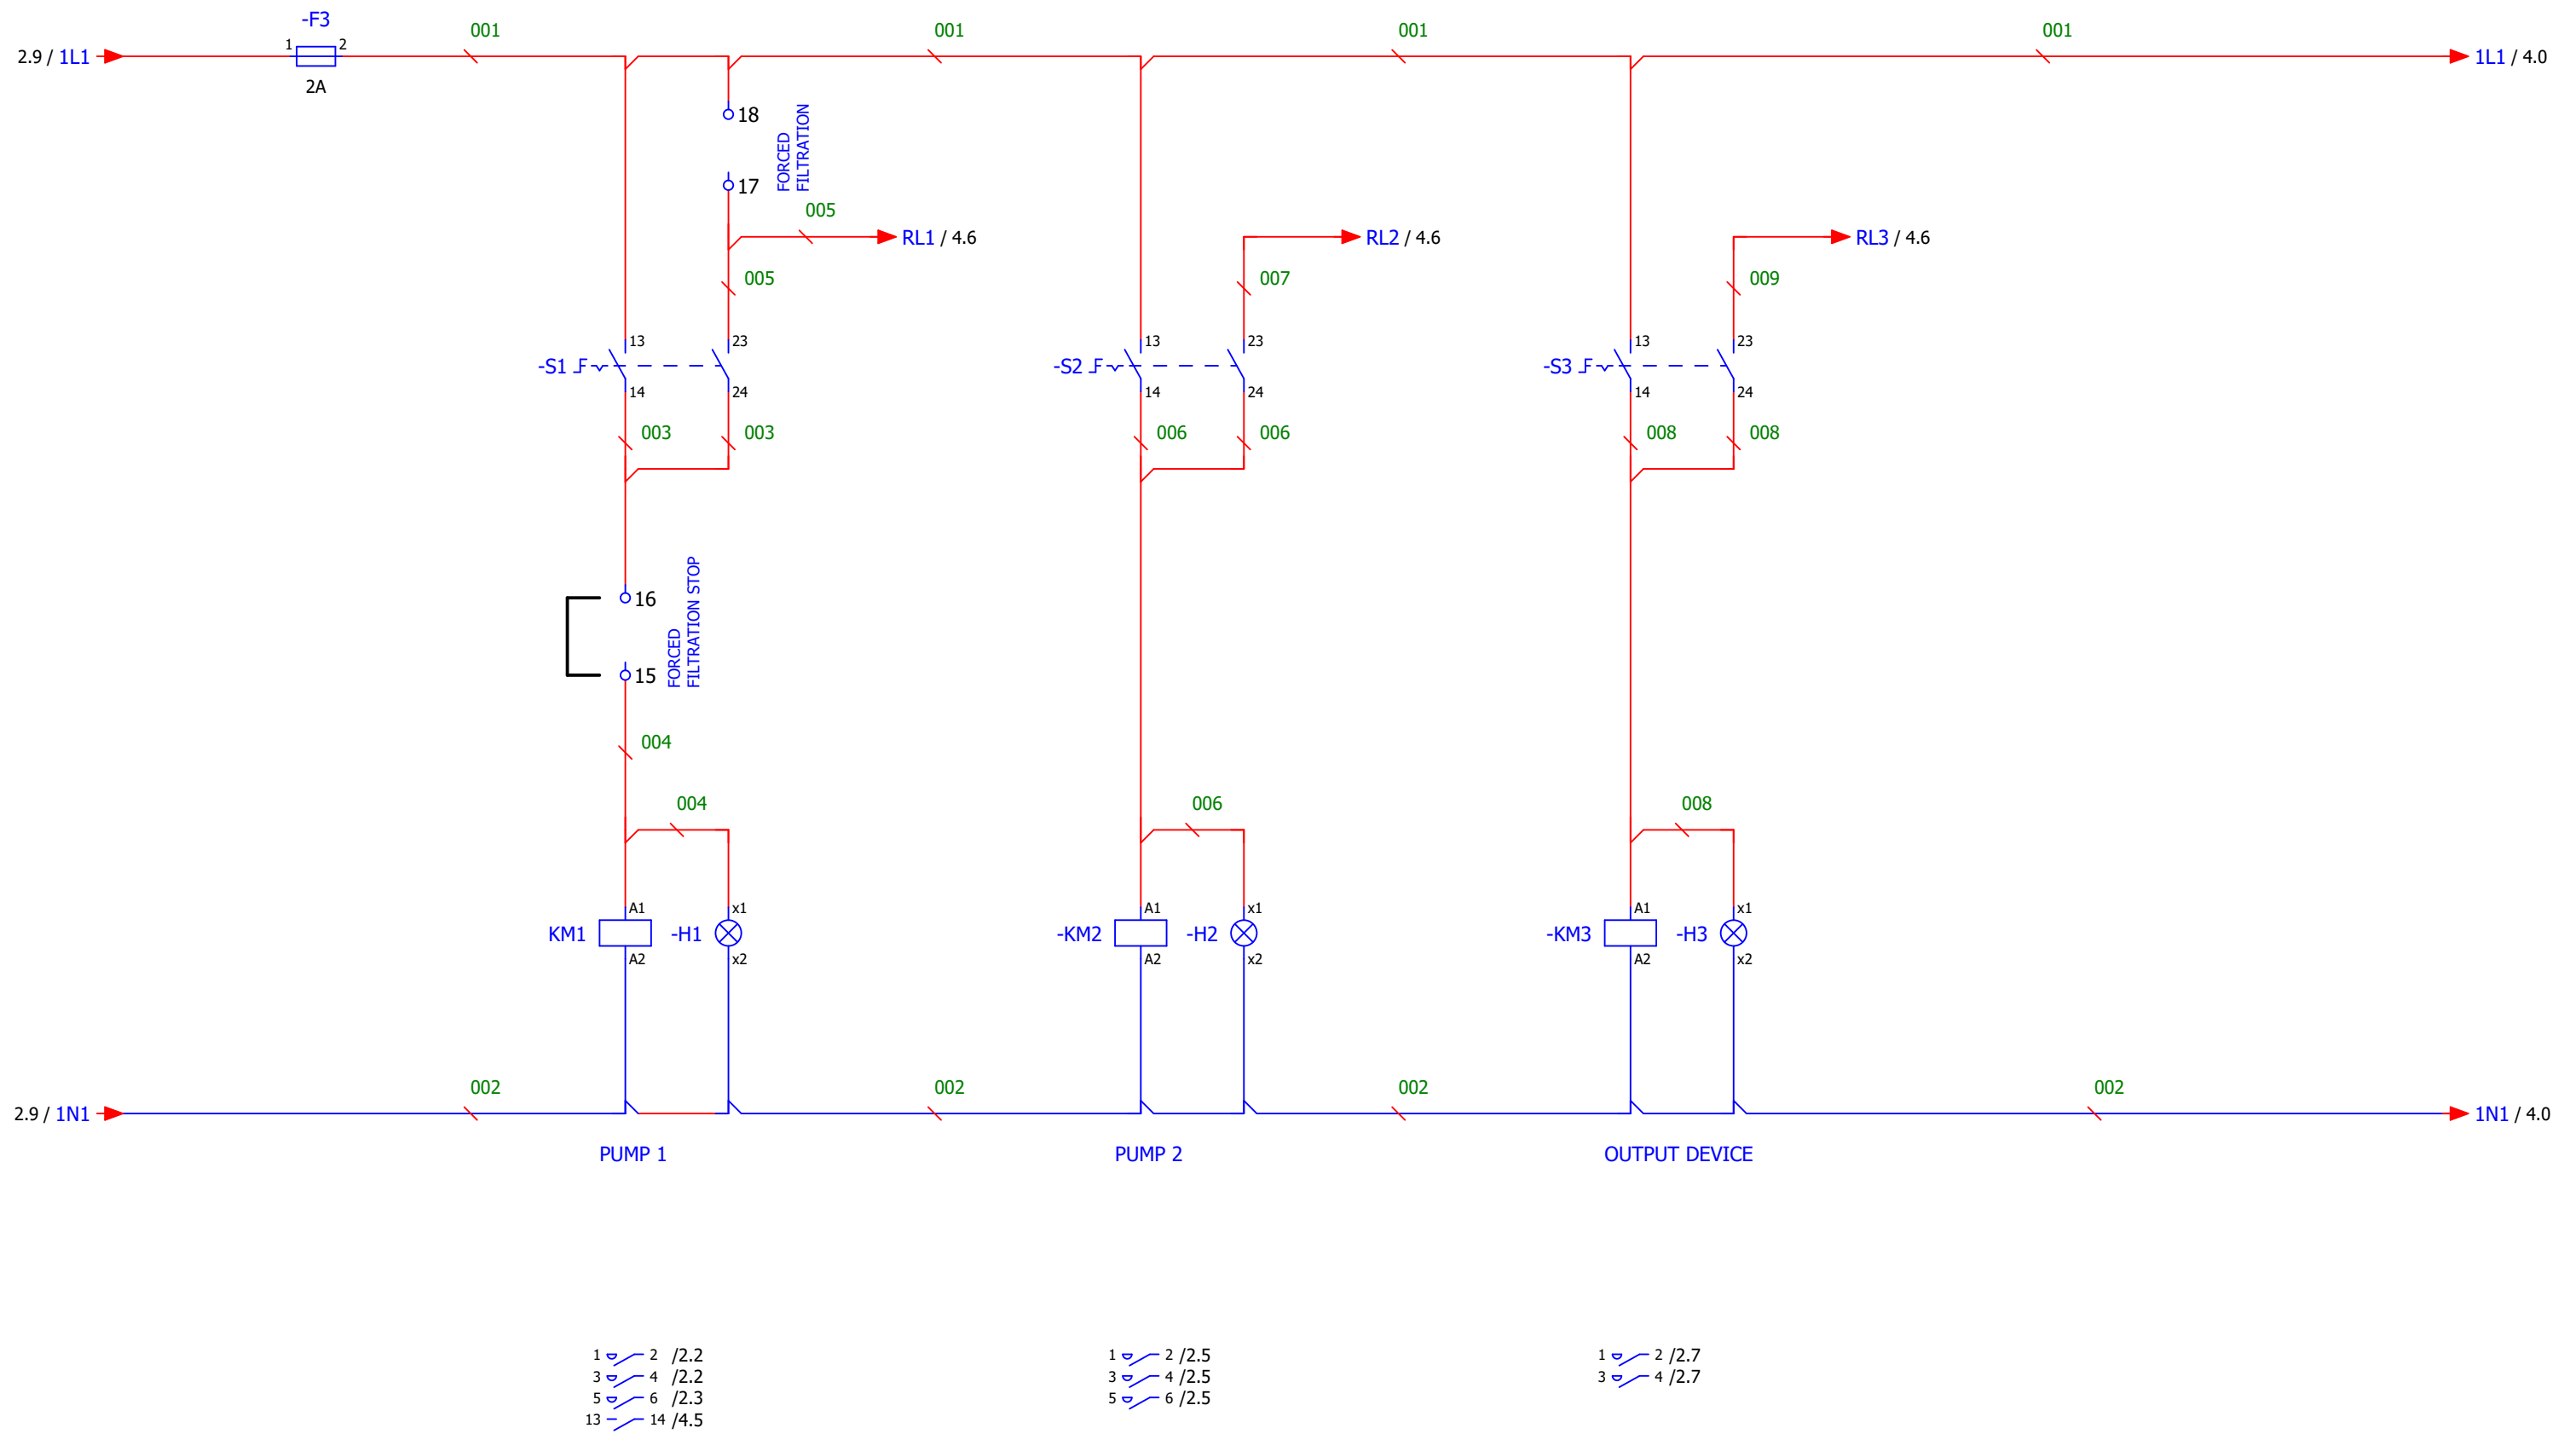 -F3
001
001
001
001
2.9 / 1L1
1
2
1L1 / 4.0
2A
18
FORCED
FILTRATION
17
005
RL1 / 4.6
RL2 / 4.6
RL3 / 4.6
005
007
009
13
23
13
23
13
23
-S1
-S2
-S3
14
24
14
24
14
24
003
003
006
006
008
008
16
FORCED
FILTRATION STOP
15
004
004
006
008
A1
x1
A1
x1
A1
x1
KM1
-H1
-KM2
-H2
-KM3
-H3
A2
x2
A2
x2
A2
x2
002
002
002
002
2.9 / 1N1
1N1 / 4.0
PUMP 1
PUMP 2
OUTPUT DEVICE
1 2 /2.2
3 4 /2.2
5 6 /2.3
13 14 /4.5
1 2 /2.5
3 4 /2.5
5 6 /2.5
1 2 /2.7
3 4 /2.7